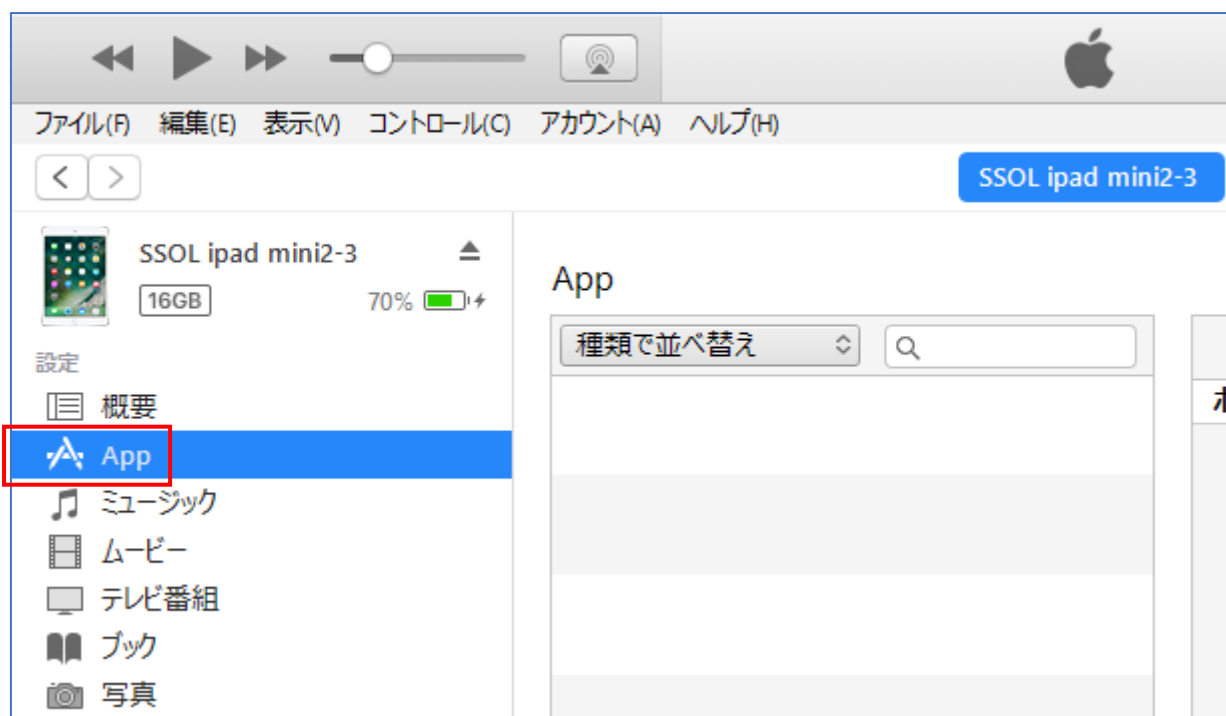 ファイル(F) 編集(E) 表示(V) コントロール(C) アカウント(A) ヘルプ(H)
SSOL ipad mini2-3
SSOL ipad mini2-3
16GB 70%
設定
概要
App
ミュージック
ムービー
テレビ番組
ブック
写真
App
種類で並べ替え